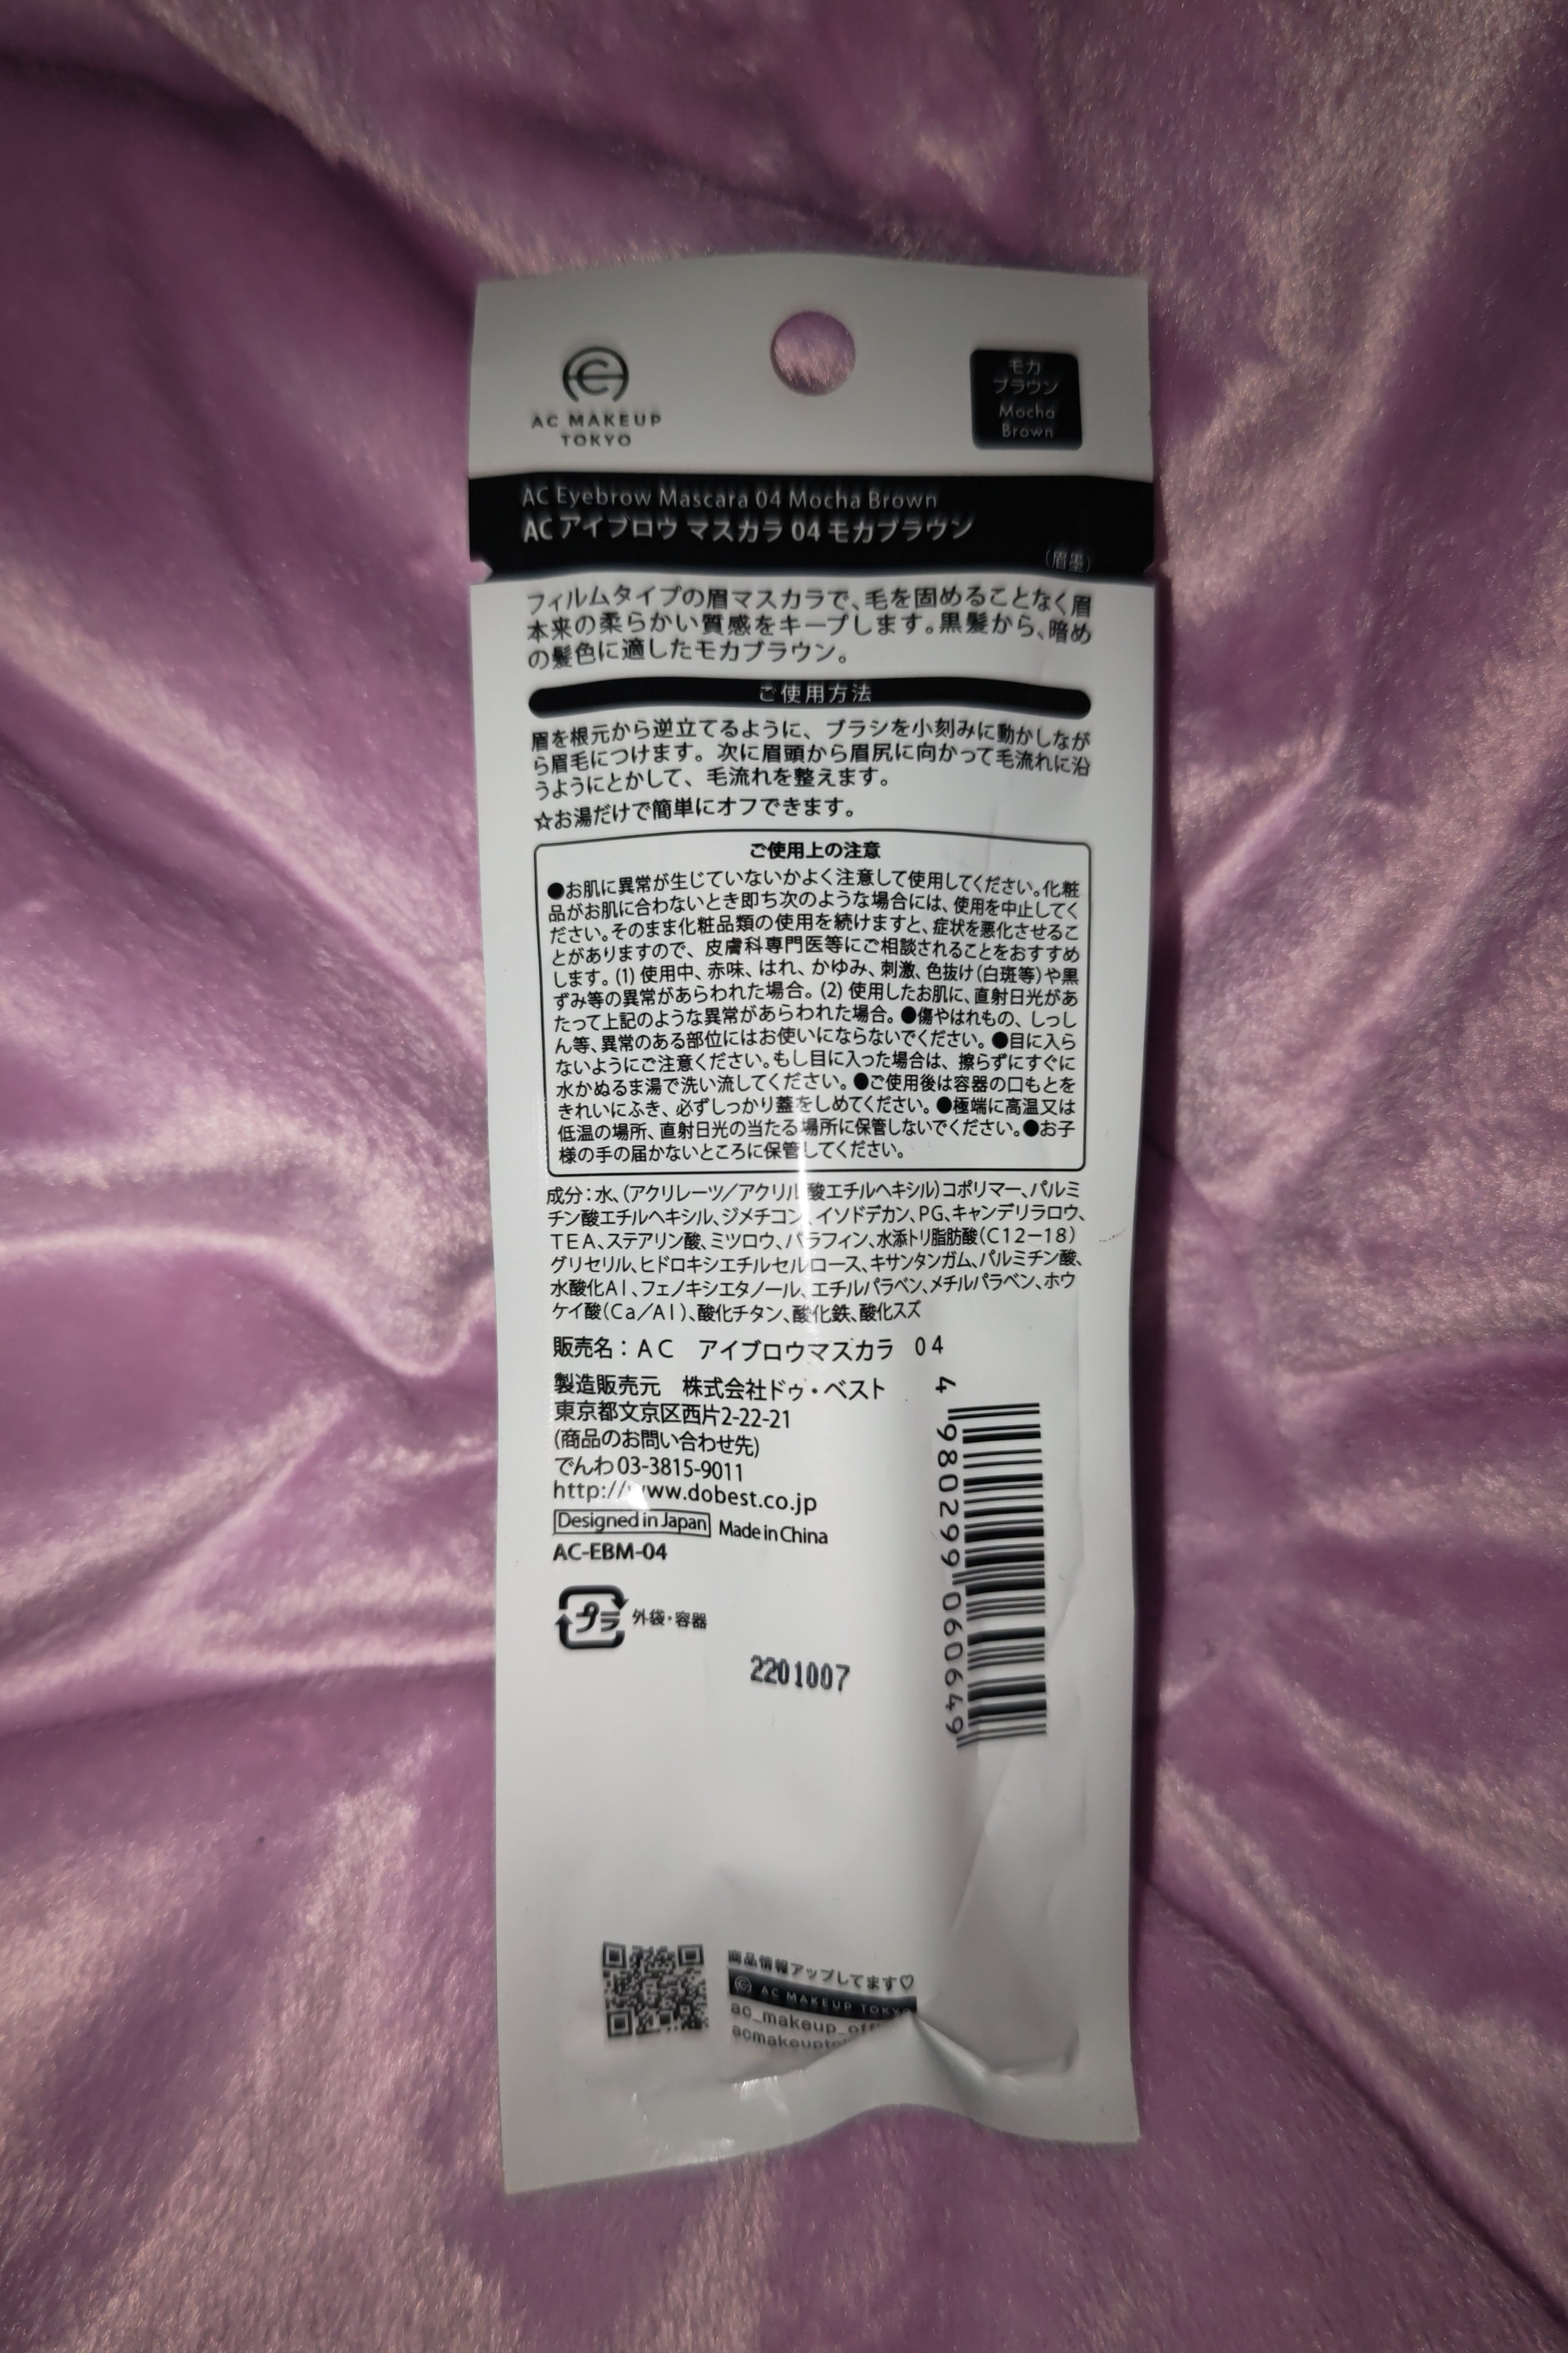 AC MAKEUP
TOKYO
モカ
ブラウン
Mocha
Brown
AC Eyebrow Mascara 04 Mocha Brown
AC アイブロウ マスカラ 04 モカブラウン
(眉墨)
フィルムタイプの眉マスカラで、毛を固めることなく眉
本来の柔らかい質感をキープします。黒髪から、暗め
の髪色に適したモカブラウン。
ご使用方法
眉を根元から逆立てるように、ブラシを小刻みに動かしなが
ら眉毛につけます。次に眉頭から眉尻に向かって毛流れに沿
うようにとかして、毛流れを整えます。
☆お湯だけで簡単にオフできます。
ご使用上の注意
●お肌に異常が生じていないかよく注意して使用してください。化粧
品がお肌に合わないとき即ち次のような場合には、使用を中止してく
ださい。そのまま化粧品類の使用を続けますと、症状を悪化させるこ
とがありますので、皮膚科専門医等にご相談されることをおすすめ
します。(1) 使用中、赤味、はれ、かゆみ、刺激、色抜け(白斑等)や黒
ずみ等の異常があらわれた場合。(2) 使用したお肌に、直射日光があ
たって上記のような異常があらわれた場合。●傷やはれもの、しっし
ん等、異常のある部位にはお使いにならないでください。●目に入ら
ないようにご注意ください。もし目に入った場合は、擦らずにすぐに
水かぬるま湯で洗い流してください。●ご使用後は容器の口もとを
きれいにふき、必ずしっかり蓋をしめてください。●極端に高温又は
低温の場所、直射日光の当たる場所に保管しないでください。●お子
様の手の届かないところに保管してください。
成分:水、(アクリレーツ/アクリル酸エチルヘキシル)コポリマー、パルミ
チン酸エチルヘキシル、ジメチコン、イソドデカン、PG、キャンデリラロウ、
TEA、ステアリン酸、ミツロウ、パラフィン、水添トリ脂肪酸(C12-18)
グリセリル、ヒドロキシエチルセルロース、キサンタンガム、パルミチン酸、
水酸化Al、フェノキシエタノール、エチルパラベン、メチルパラベン、ホウ
ケイ酸(Ca/Al)、酸化チタン、酸化鉄、酸化スズ
販売名:AC アイブロウマスカラ 04
製造販売元 株式会社ドゥ・ベスト
東京都文京区西片2-22-21
(商品のお問い合わせ先)
でんわ03-3815-9011
http://www.dobest.co.jp
Designed in Japan Made in China
AC-EBM-04
プラ 外袋・容器
4 980299 060649
2201007
商品情報アップしてます♡
AC MAKEUP TOKYO
ac_makeup_off
acmakeupto